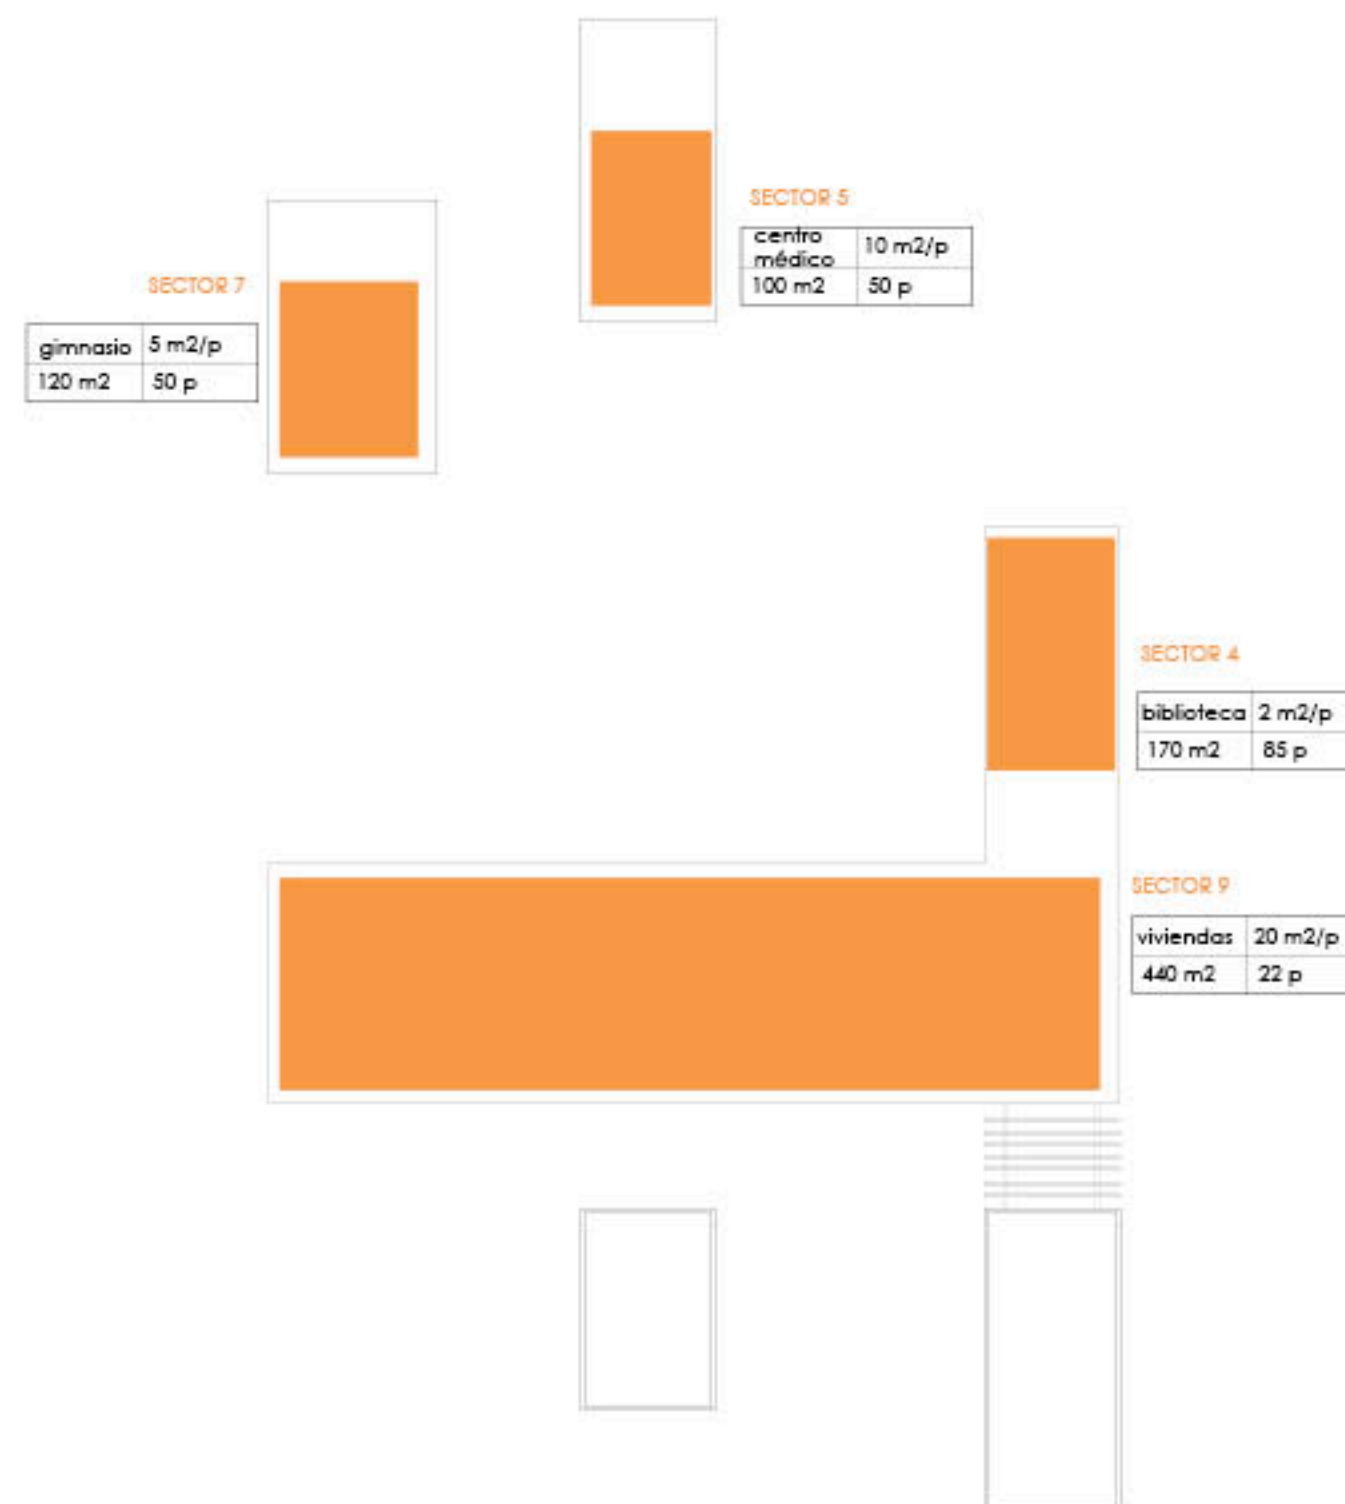 SECTOR 5
centro médico 10 m2/p
100 m2 50 p
SECTOR 7
gimnasio 5 m2/p
120 m2 50 p
SECTOR 4
biblioteca 2 m2/p
170 m2 85 p
SECTOR 9
viviendas 20 m2/p
440 m2 22 p